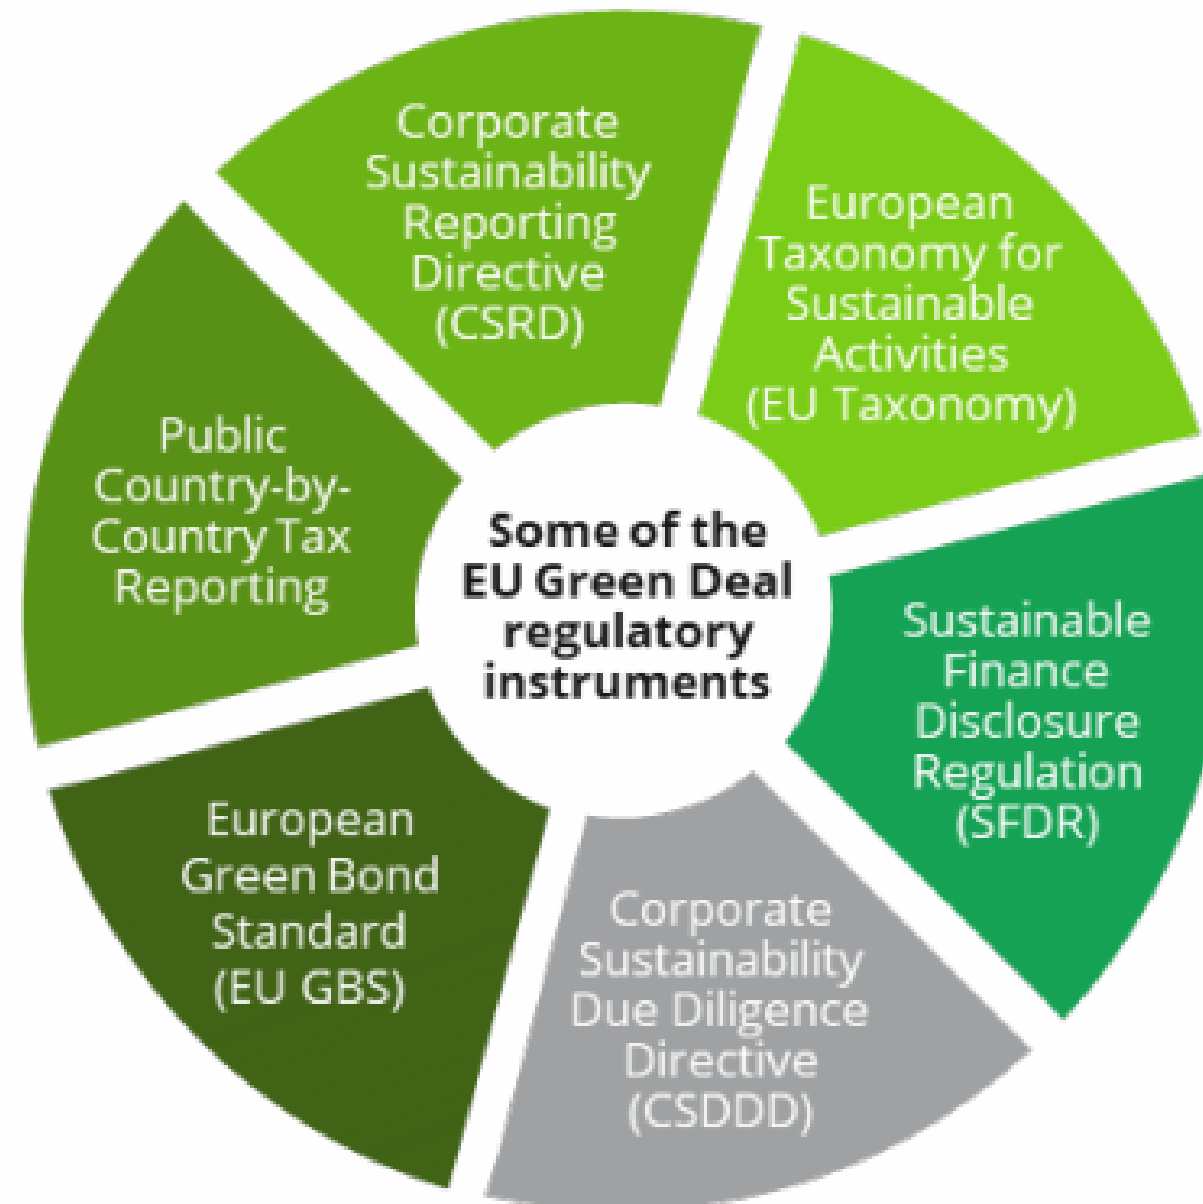 Corporate
Sustainability
Reporting
Directive
(CSRD)
European
Taxonomy for
Sustainable
Activities
(EU Taxonomy)
Public
Country-by-
Country Tax
Reporting
Some of the
EU Green Deal
regulatory
instruments
Sustainable
Finance
Disclosure
Regulation
(SFDR)
European
Green Bond
Standard
(EU GBS)
Corporate
Sustainability
Due Diligence
Directive
(CSDDD)